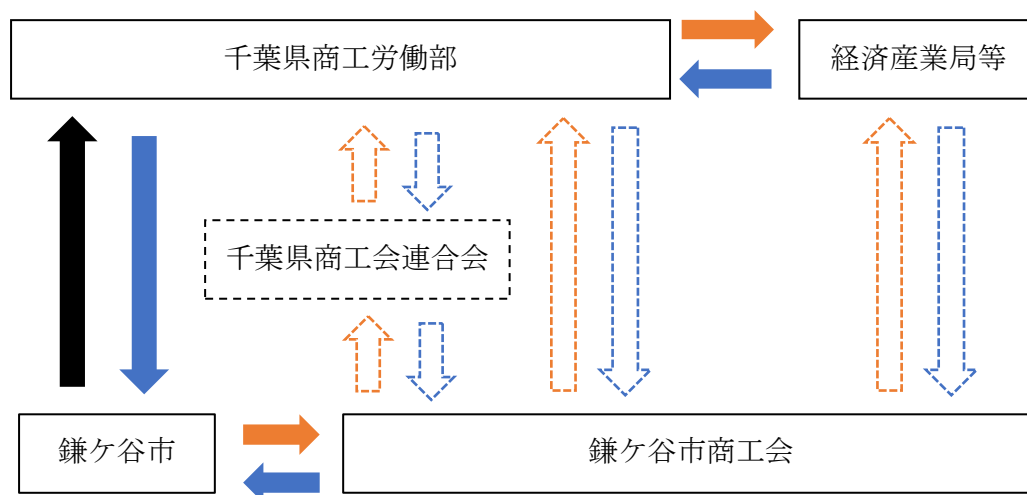 千葉県商工労働部
経済産業局等
千葉県商工会連合会
鎌ケ谷市
鎌ケ谷市商工会